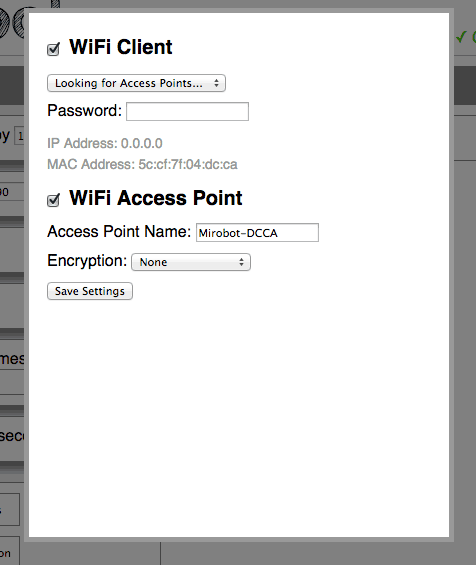 WiFi Client
Looking for Access Points...
Password:
IP Address: 0.0.0.0
MAC Address: 5c:cf:7f:04:dc:ca
WiFi Access Point
Access Point Name: Mirobot-DCCA
Encryption: None
Save Settings